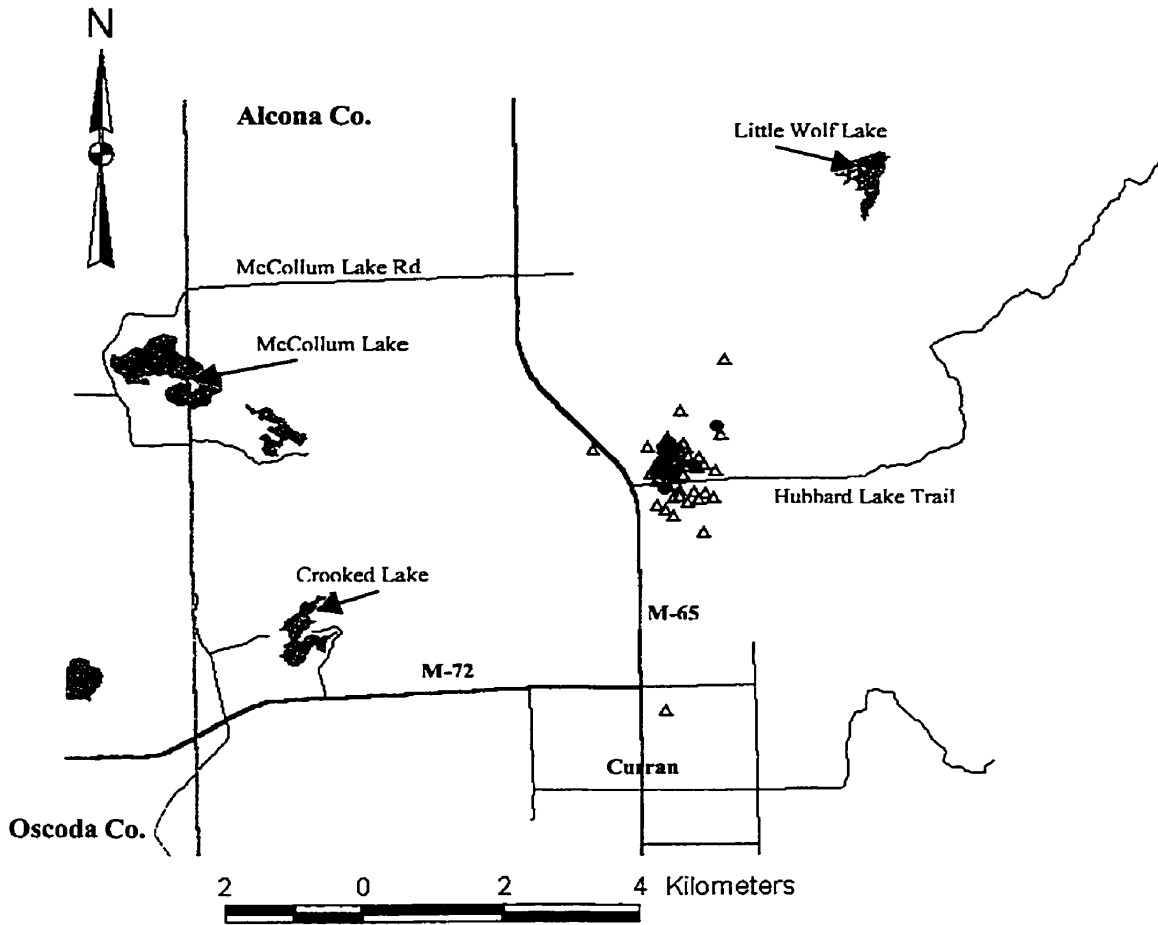 N
Alcona Co.
Little Wolf Lake
McCollum Lake Rd
McCollum Lake
Hubbard Lake Trail
Crooked Lake
M-65
M-72
Curran
Oscoda Co.
2 0 2 4 Kilometers